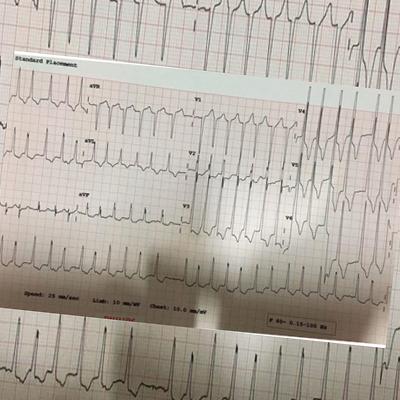 Standard Placement
aVR
V1
V4
aVL
V2
V5
aVF
V3
V6
Speed: 25 mm/sec Limb: 10 mm/mV Chest: 10.0 mm/mV
F 60~ 0.15-100 Hz